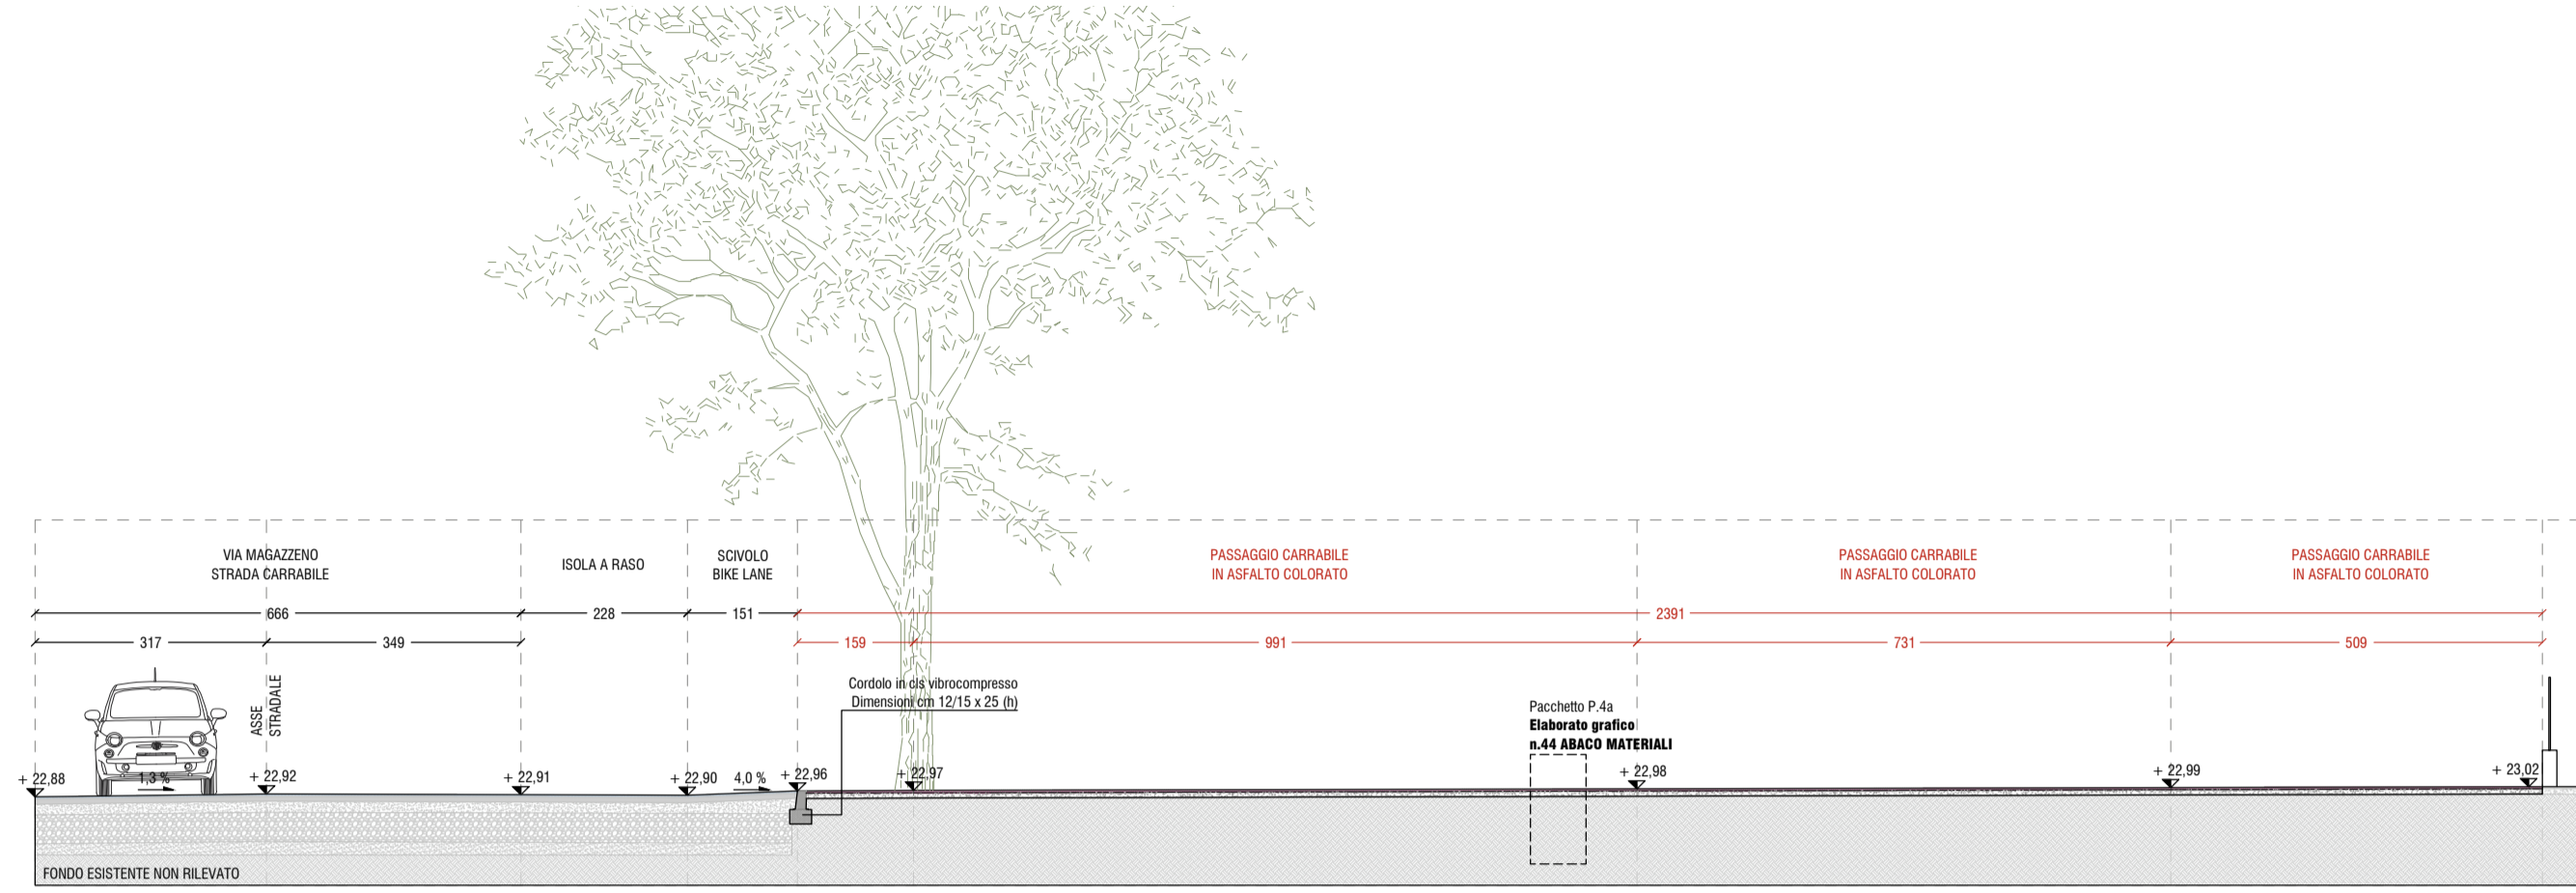 VIA MAGAZZENO
STRADA CARRABILE
ISOLA A RASO
SCIVOLO
BIKE LANE
PASSAGGIO CARRABILE
IN ASFALTO COLORATO
PASSAGGIO CARRABILE
IN ASFALTO COLORATO
PASSAGGIO CARRABILE
IN ASFALTO COLORATO
666
228
151
2391
317
349
159
991
731
509
ASSE
STRADALE
Cordolo in cls vibrocompresso
Dimensioni cm 12/15 x 25 (h)
Pacchetto P.4a
Elaborato grafico
n.44 ABACO MATERIALI
+ 22,88
1,3 %
+ 22,92
+ 22,91
+ 22,90
4,0 %
+ 22,96
+ 22,97
+ 22,98
+ 22,99
+ 23,02
FONDO ESISTENTE NON RILEVATO